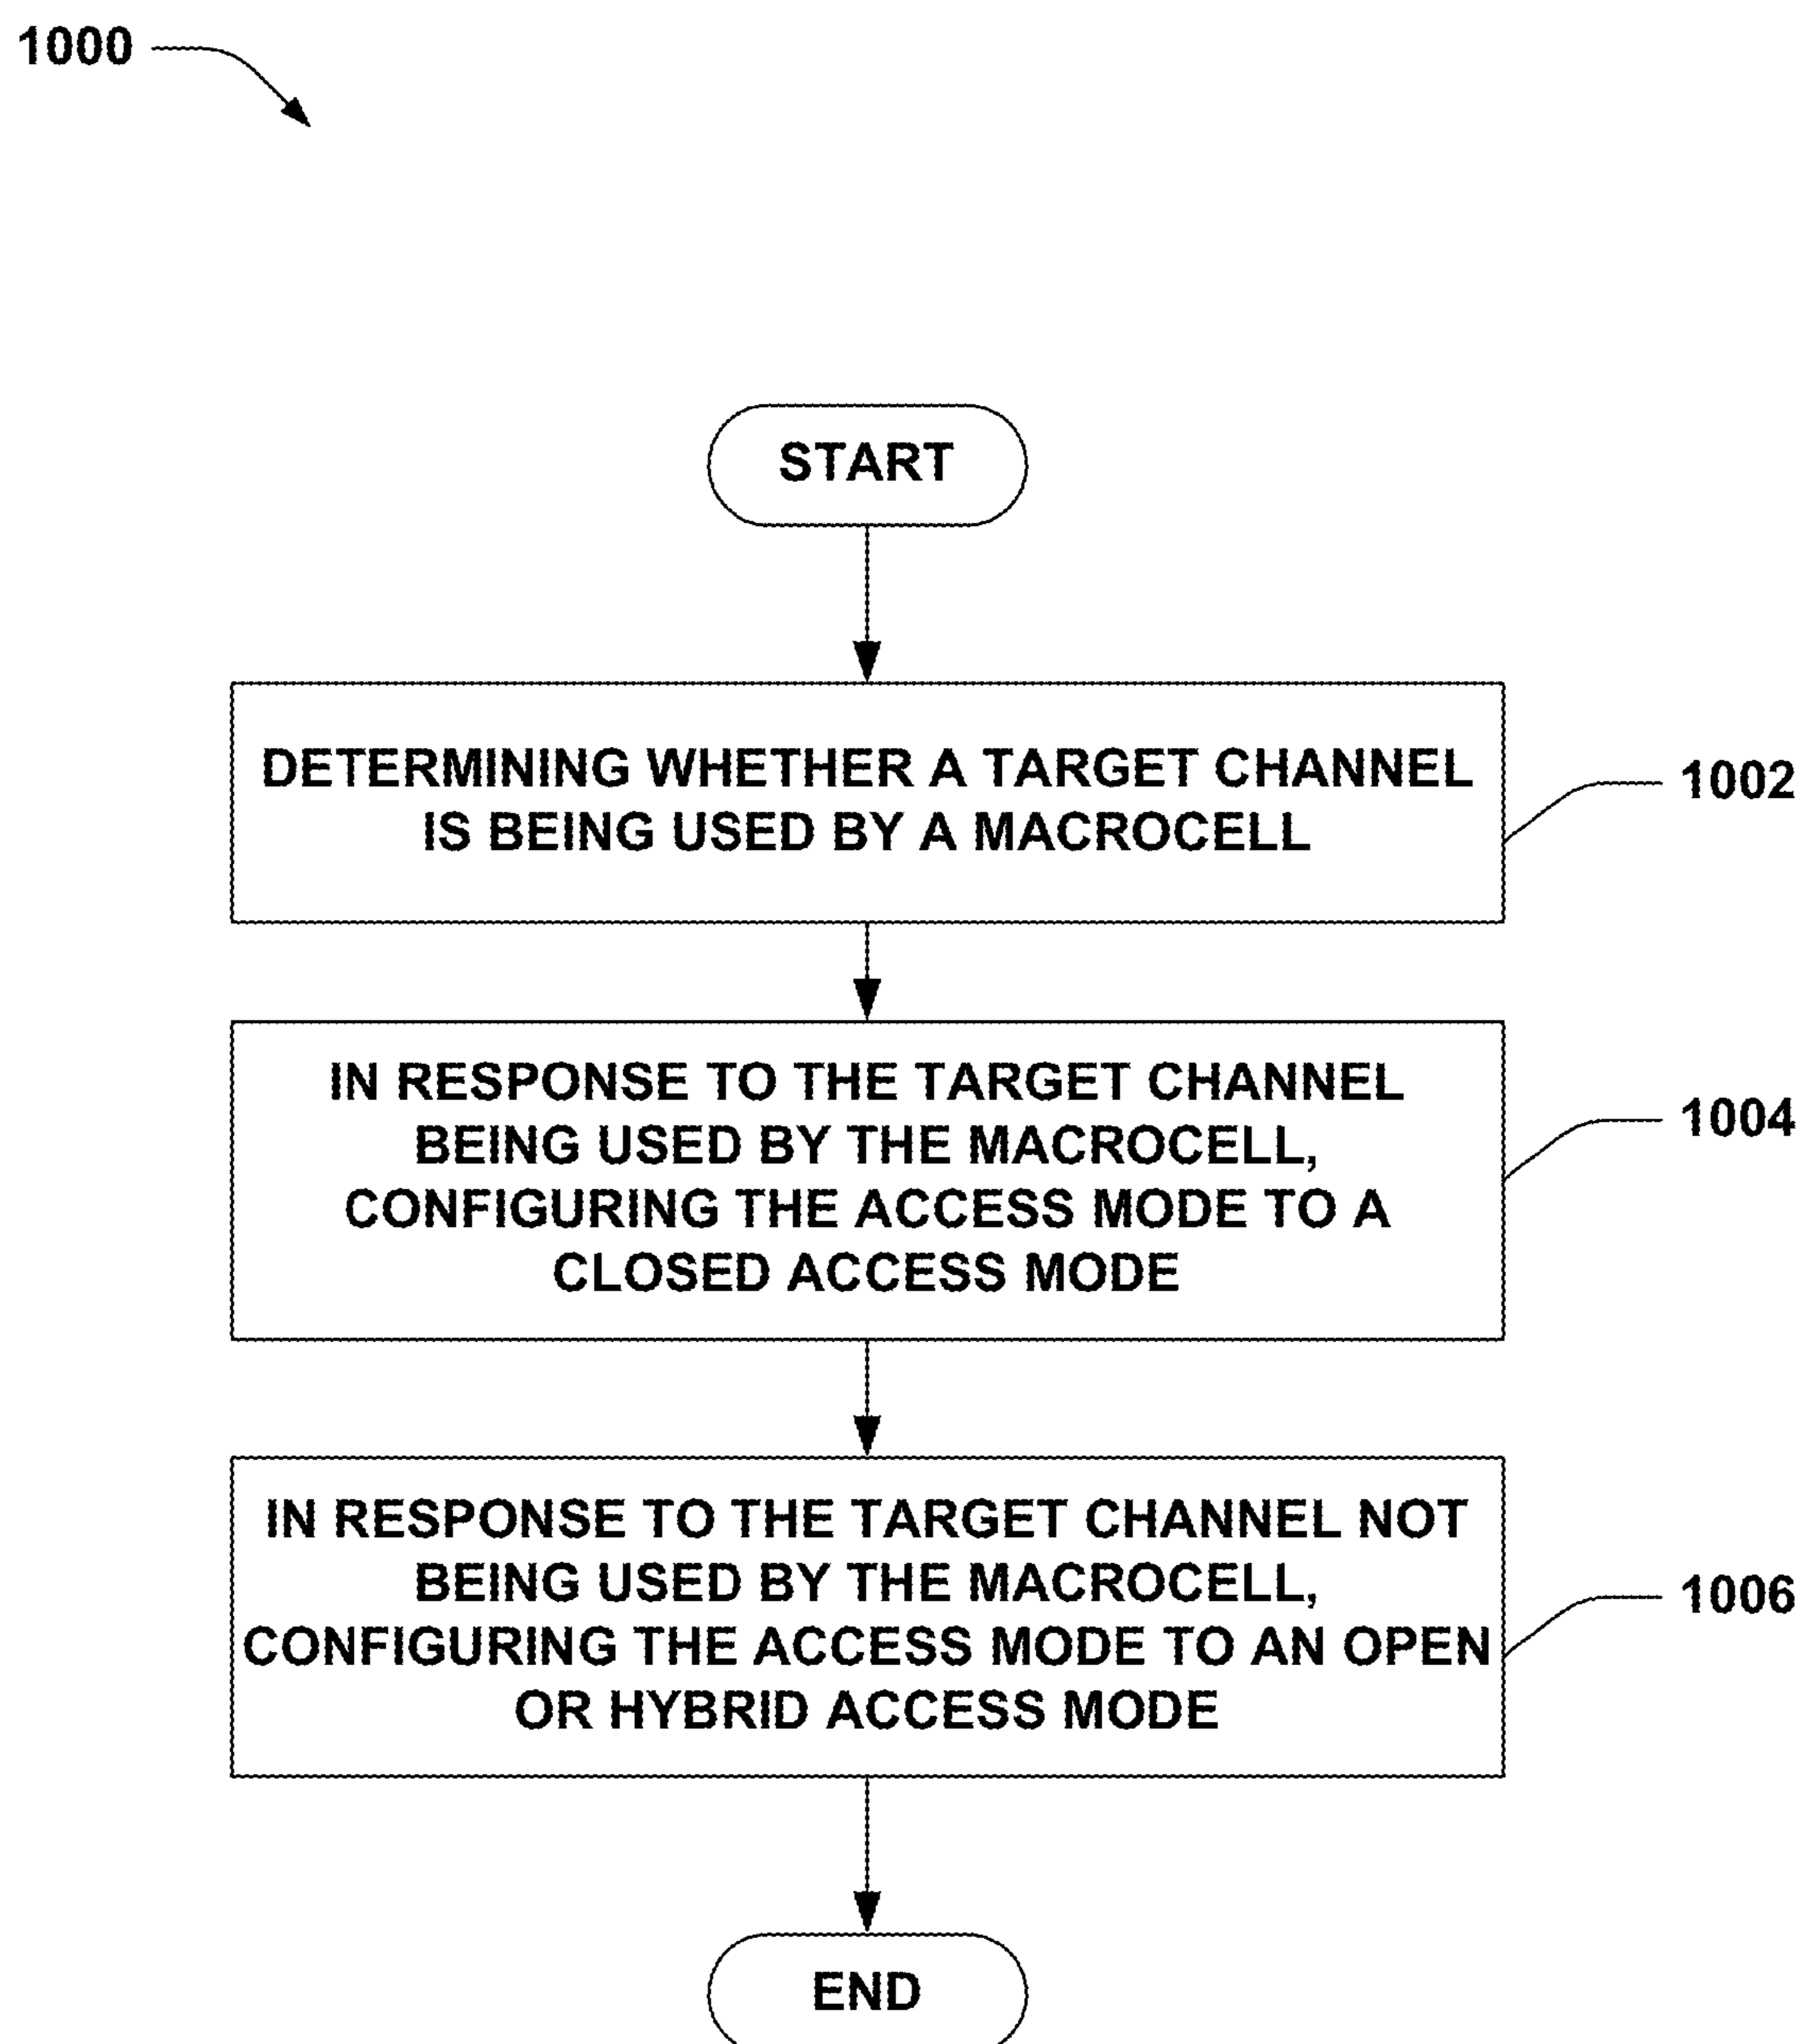 1000
START
DETERMINING WHETHER A TARGET CHANNEL
IS BEING USED BY A MACROCELL
1002
IN RESPONSE TO THE TARGET CHANNEL
BEING USED BY THE MACROCELL,
CONFIGURING THE ACCESS MODE TO A
CLOSED ACCESS MODE
1004
IN RESPONSE TO THE TARGET CHANNEL NOT
BEING USED BY THE MACROCELL,
CONFIGURING THE ACCESS MODE TO AN OPEN
OR HYBRID ACCESS MODE
1006
END